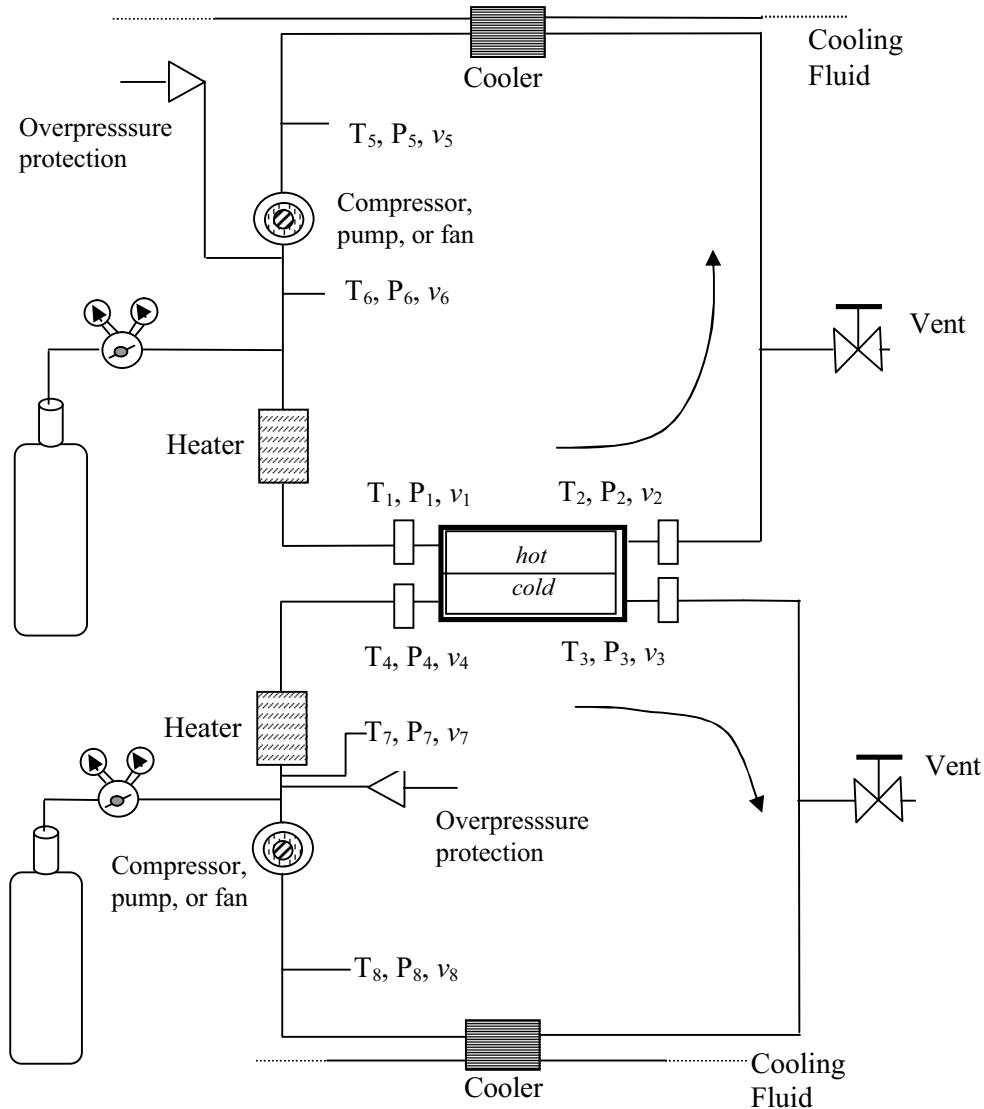 Cooling
Fluid
Cooler
Overpresssure
protection
T5, P5, v5
Compressor,
pump, or fan
T6, P6, v6
Vent
Heater
T1, P1, v1
T2, P2, v2
hot
cold
T4, P4, v4
T3, P3, v3
Heater
T7, P7, v7
Vent
Overpresssure
protection
Compressor,
pump, or fan
T8, P8, v8
Cooling
Fluid
Cooler